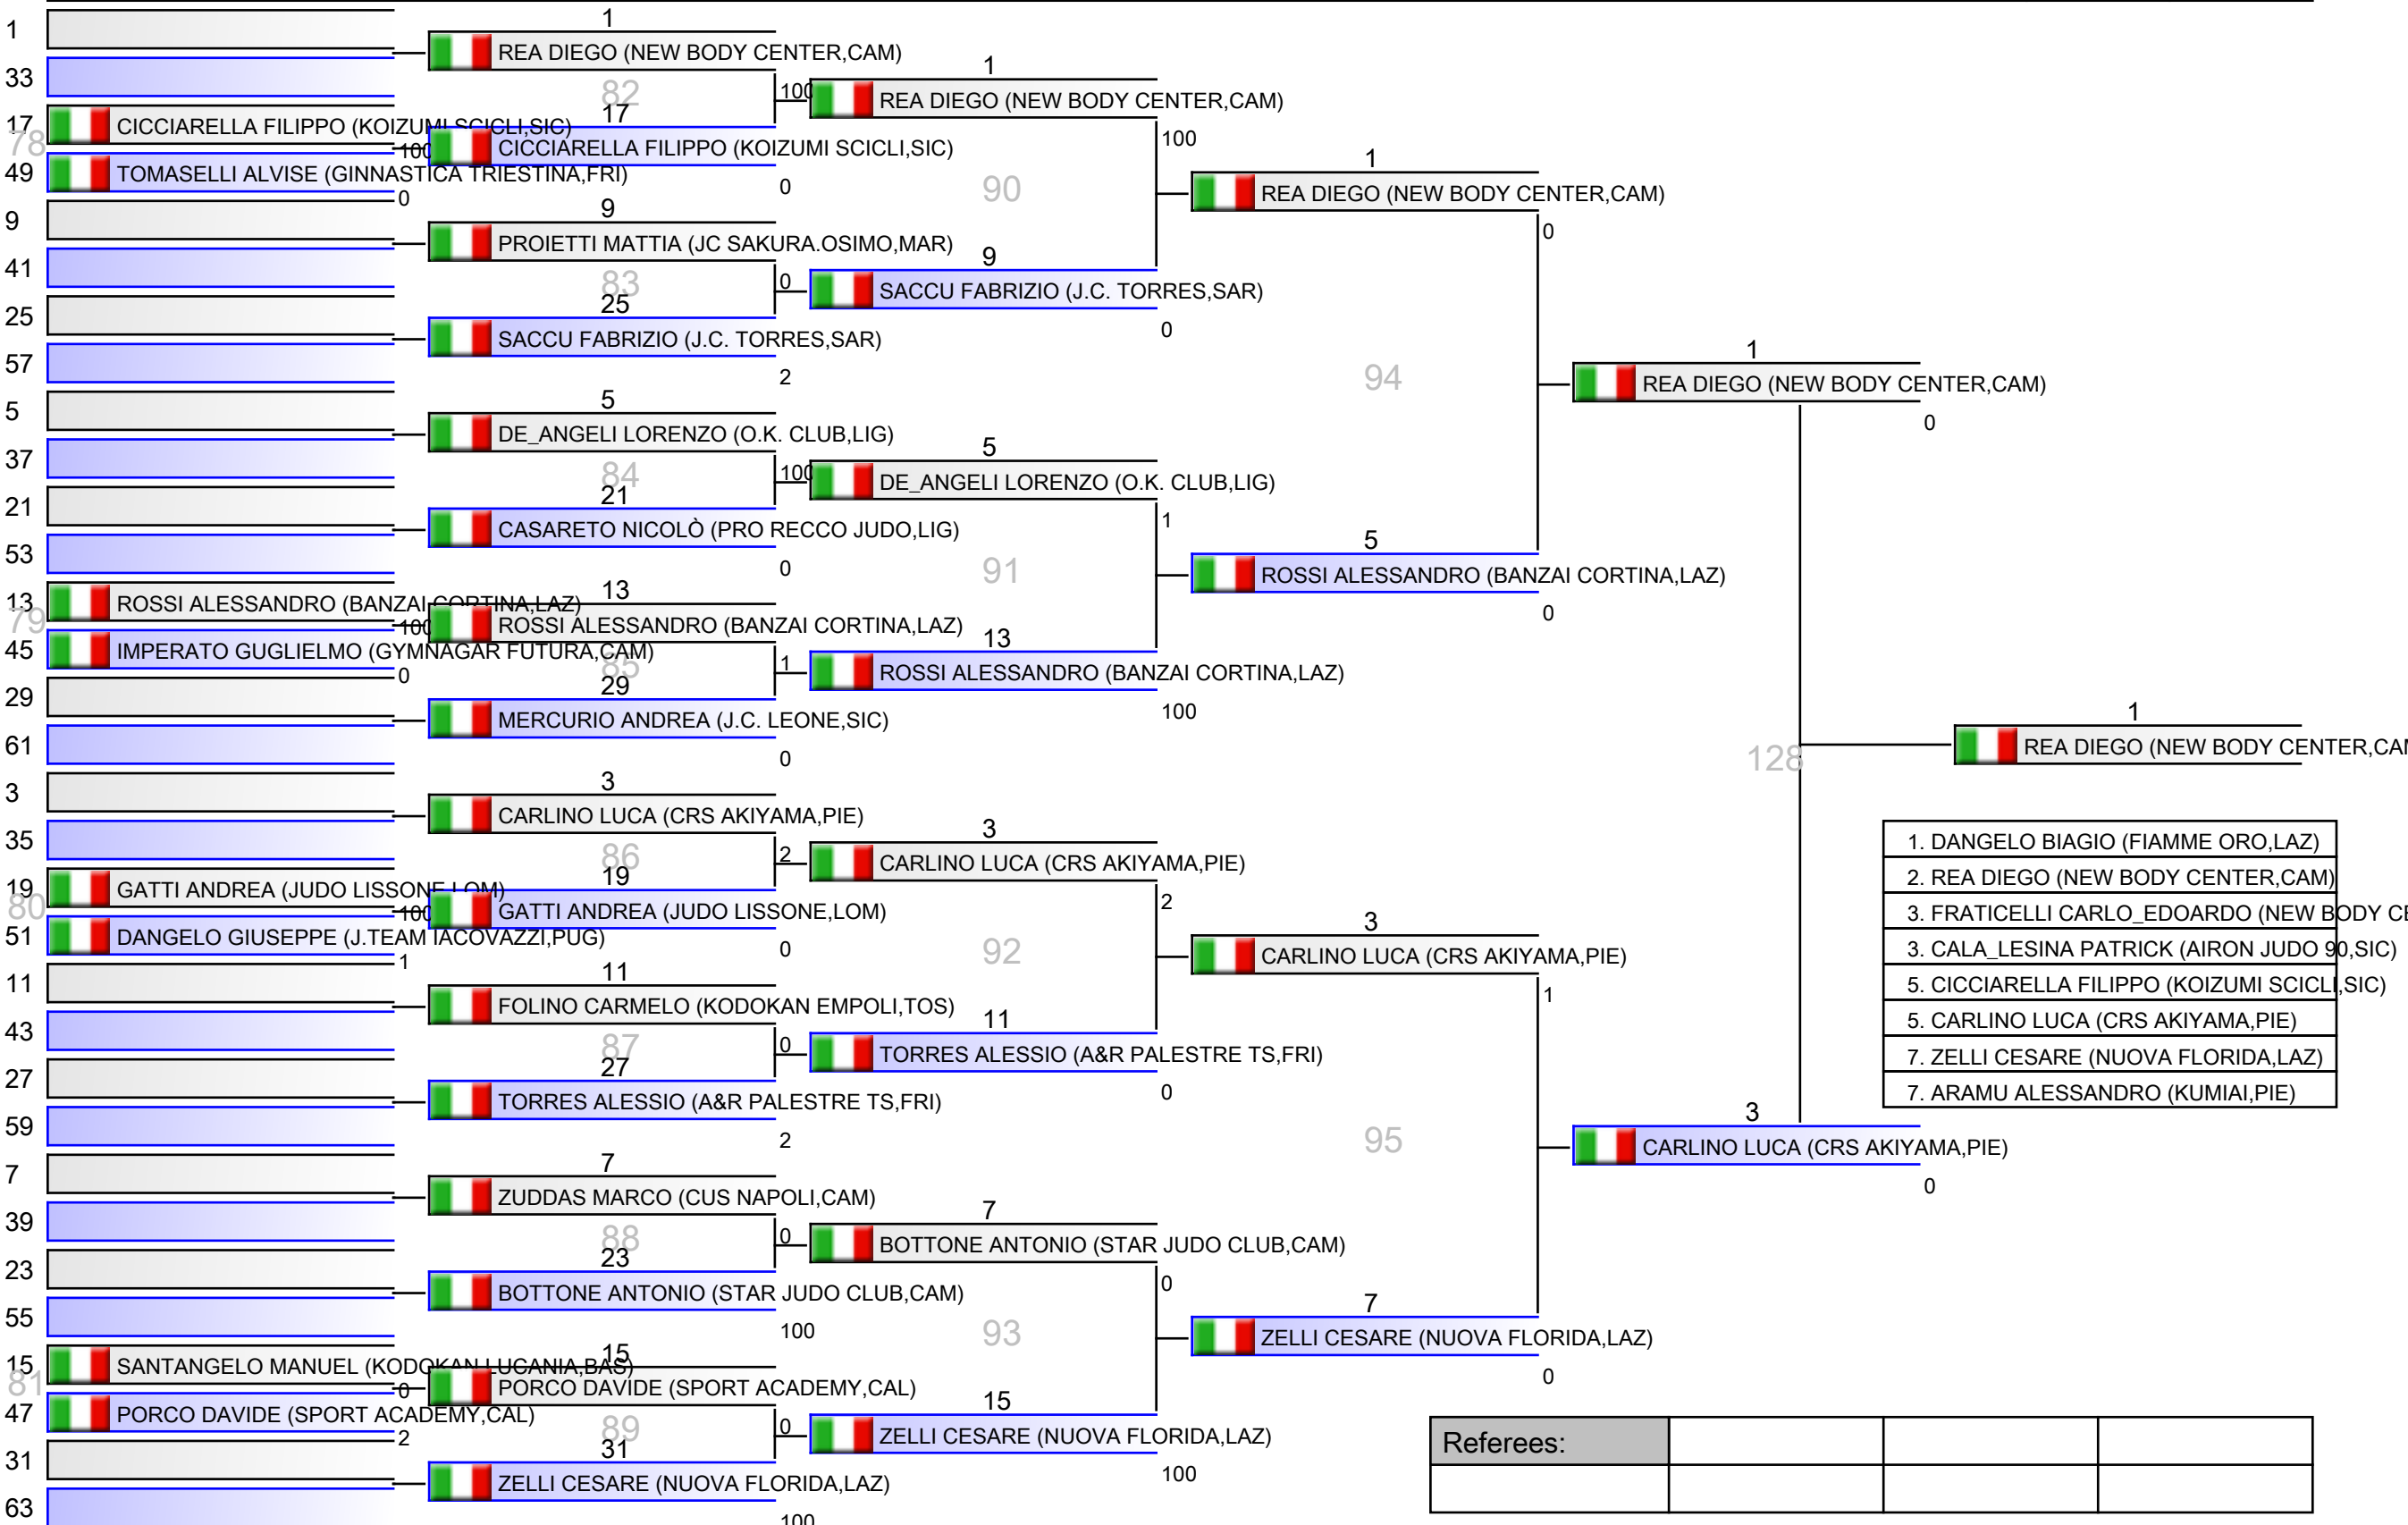 1
33
17 CICCIARELLA FILIPPO (KOIZUMI SCICLI,SIC)
78
100
49 TOMASELLI ALVISE (GINNASTICA TRIESTINA,FRI)
0
9
41
25
57
5
37
21
53
13 ROSSI ALESSANDRO (BANZAI CORTINA,LAZ)
79
100
45 IMPERATO GUGLIELMO (GYMNAGAR FUTURA,CAM)
0
29
61
3
35
19 GATTI ANDREA (JUDO LISSONE,LOM)
80
100
51 DANGELO GIUSEPPE (J.TEAM IACOVAZZI,PUG)
1
11
43
27
59
7
39
23
55
15 SANTANGELO MANUEL (KODOKAN LUCANIA,BAS)
81
0
47 PORCO DAVIDE (SPORT ACADEMY,CAL)
2
31
63
1
REA DIEGO (NEW BODY CENTER,CAM)
82
100
17
CICCIARELLA FILIPPO (KOIZUMI SCICLI,SIC)
0
9
PROIETTI MATTIA (JC SAKURA.OSIMO,MAR)
83
0
25
SACCU FABRIZIO (J.C. TORRES,SAR)
2
5
DE_ANGELI LORENZO (O.K. CLUB,LIG)
84
100
21
CASARETO NICOLÒ (PRO RECCO JUDO,LIG)
0
13
ROSSI ALESSANDRO (BANZAI CORTINA,LAZ)
85
1
29
MERCURIO ANDREA (J.C. LEONE,SIC)
0
3
CARLINO LUCA (CRS AKIYAMA,PIE)
86
2
19
GATTI ANDREA (JUDO LISSONE,LOM)
0
11
FOLINO CARMELO (KODOKAN EMPOLI,TOS)
87
0
27
TORRES ALESSIO (A&R PALESTRE TS,FRI)
2
7
ZUDDAS MARCO (CUS NAPOLI,CAM)
88
0
23
BOTTONE ANTONIO (STAR JUDO CLUB,CAM)
100
15
PORCO DAVIDE (SPORT ACADEMY,CAL)
89
0
31
ZELLI CESARE (NUOVA FLORIDA,LAZ)
100
1
REA DIEGO (NEW BODY CENTER,CAM)
100
90
9
SACCU FABRIZIO (J.C. TORRES,SAR)
0
5
DE_ANGELI LORENZO (O.K. CLUB,LIG)
1
91
13
ROSSI ALESSANDRO (BANZAI CORTINA,LAZ)
100
3
CARLINO LUCA (CRS AKIYAMA,PIE)
2
92
11
TORRES ALESSIO (A&R PALESTRE TS,FRI)
0
7
BOTTONE ANTONIO (STAR JUDO CLUB,CAM)
0
93
15
ZELLI CESARE (NUOVA FLORIDA,LAZ)
100
1
REA DIEGO (NEW BODY CENTER,CAM)
0
94
5
ROSSI ALESSANDRO (BANZAI CORTINA,LAZ)
0
3
CARLINO LUCA (CRS AKIYAMA,PIE)
1
95
7
ZELLI CESARE (NUOVA FLORIDA,LAZ)
0
1
REA DIEGO (NEW BODY CENTER,CAM)
0
128
3
CARLINO LUCA (CRS AKIYAMA,PIE)
0
1
REA DIEGO (NEW BODY CENTER,
1. DANGELO BIAGIO (FIAMME ORO,LAZ)
2. REA DIEGO (NEW BODY CENTER,CAM)
3. FRATICELLI CARLO_EDOARDO (NEW BODY
3. CALA_LESINA PATRICK (AIRON JUDO 90,SIC)
5. CICCIARELLA FILIPPO (KOIZUMI SCICLI,SIC)
5. CARLINO LUCA (CRS AKIYAMA,PIE)
7. ZELLI CESARE (NUOVA FLORIDA,LAZ)
7. ARAMU ALESSANDRO (KUMIAI,PIE)
Referees: